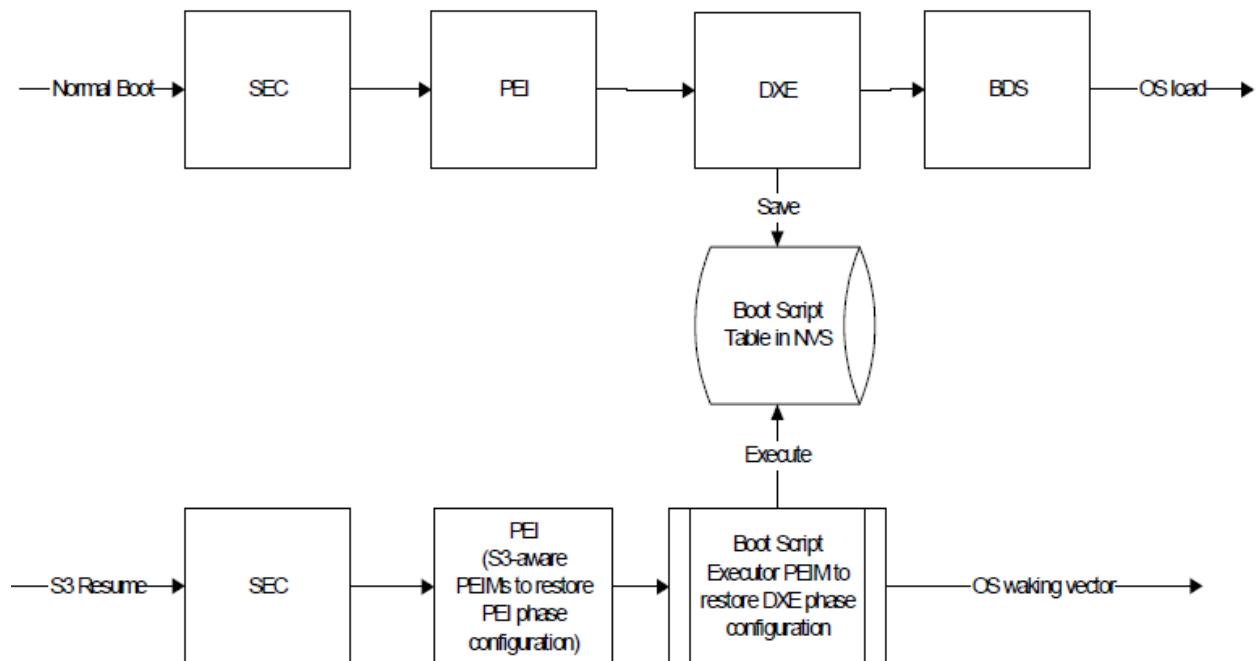 Normal Boot
SEC
PEI
DXE
BDS
OS load
Save
Boot Script
Table in NVS
Execute
S3 Resume
SEC
PEI
(S3-aware
PEIMs to restore
PEI phase
configuration)
Boot Script
Executor PEIM to
restore DXE phase
configuration
OS waking vector